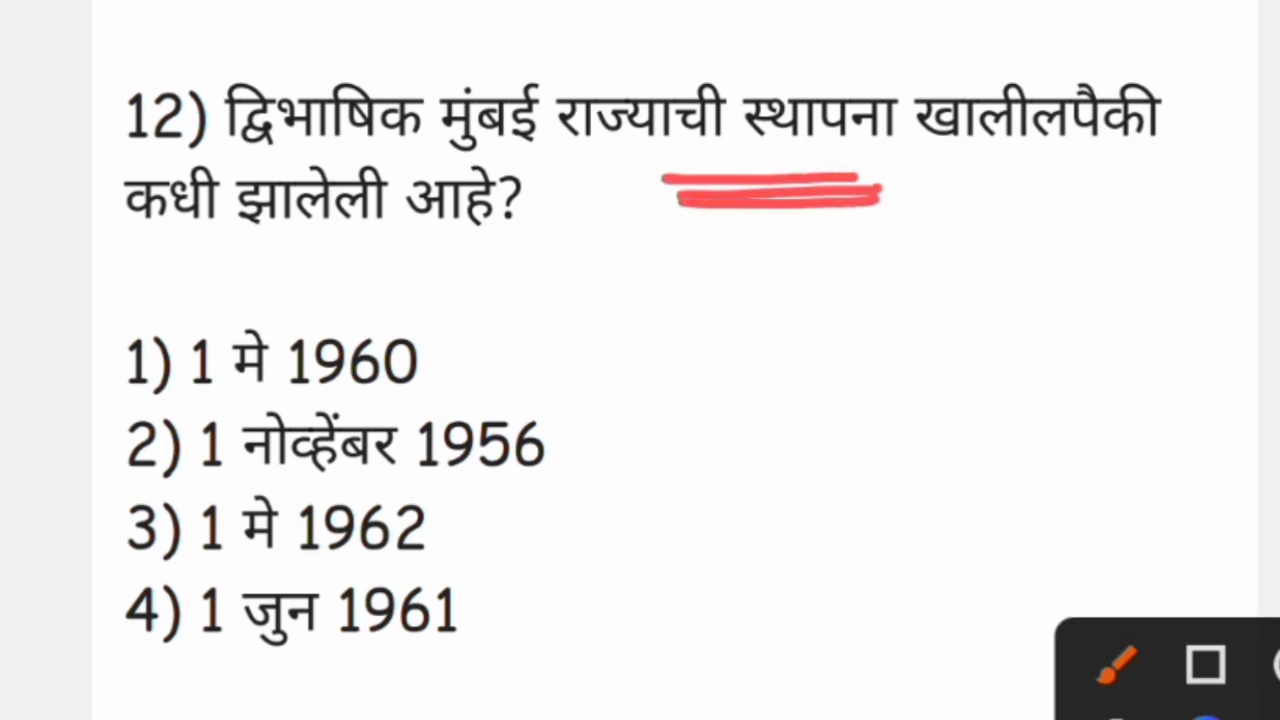 12) द्विभाषिक मुंबई राज्याची स्थापना खालीलपैकी
कधी झालेली आहे?
1) 1 मे 1960
2) 1 नोव्हेंबर 1956
3) 1 मे 1962
4) 1 जुन 1961